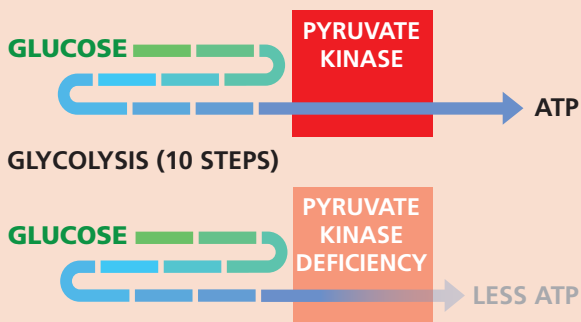 PYRUVATE
KINASE
GLUCOSE
ATP
GLYCOLYSIS (10 STEPS)
PYRUVATE
KINASE
DEFICIENCY
GLUCOSE
LESS ATP